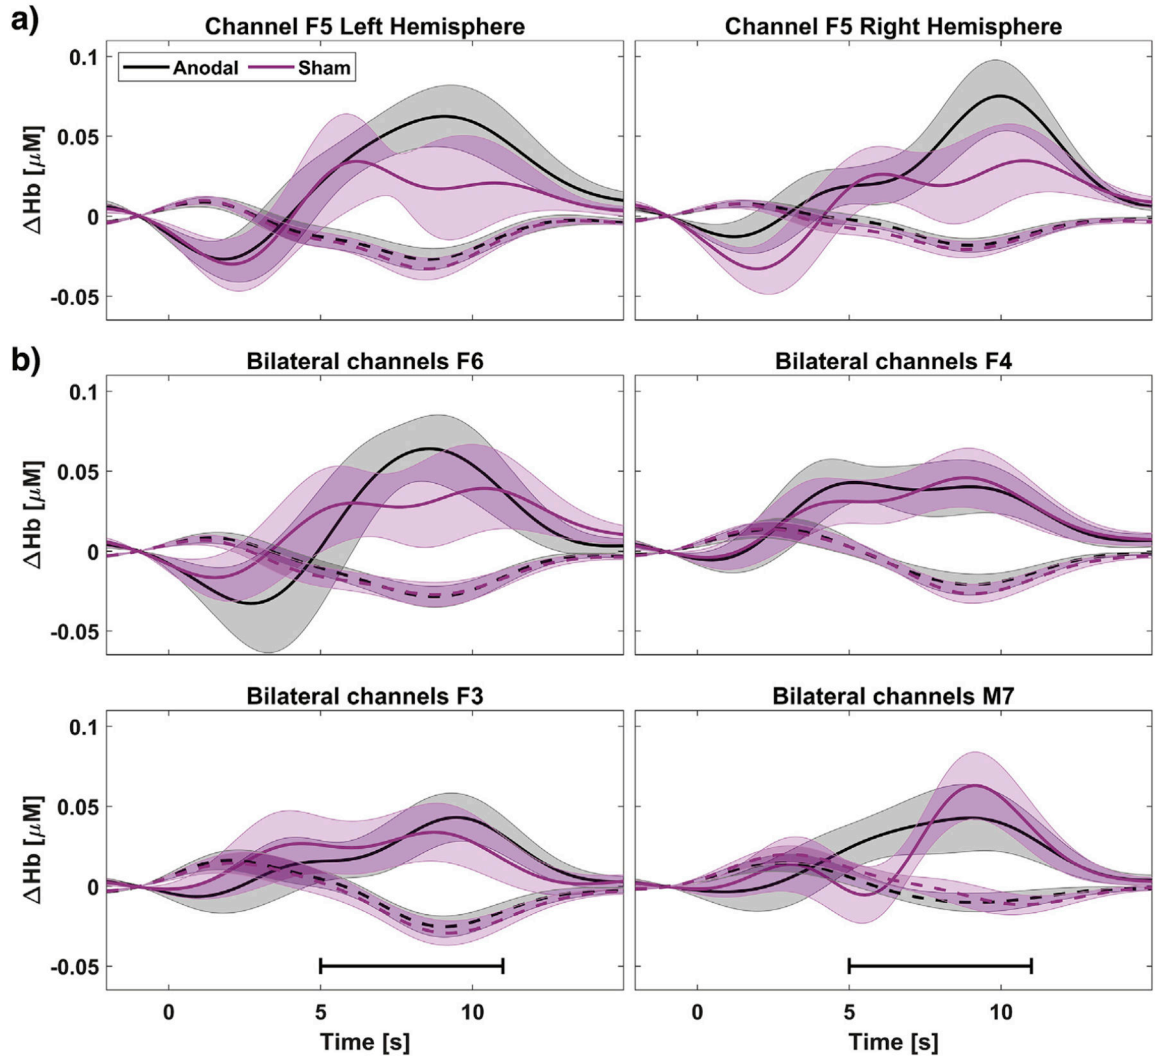 a)
Channel F5 Left Hemisphere
Channel F5 Right Hemisphere
Anodal
Sham
0.1
0.05
0
-0.05
ΔHb [μM]
b)
Bilateral channels F6
Bilateral channels F4
0.1
0.05
0
-0.05
ΔHb [μM]
Bilateral channels F3
Bilateral channels M7
0.1
0.05
0
-0.05
ΔHb [μM]
0 5 10
0 5 10
Time [s]
Time [s]